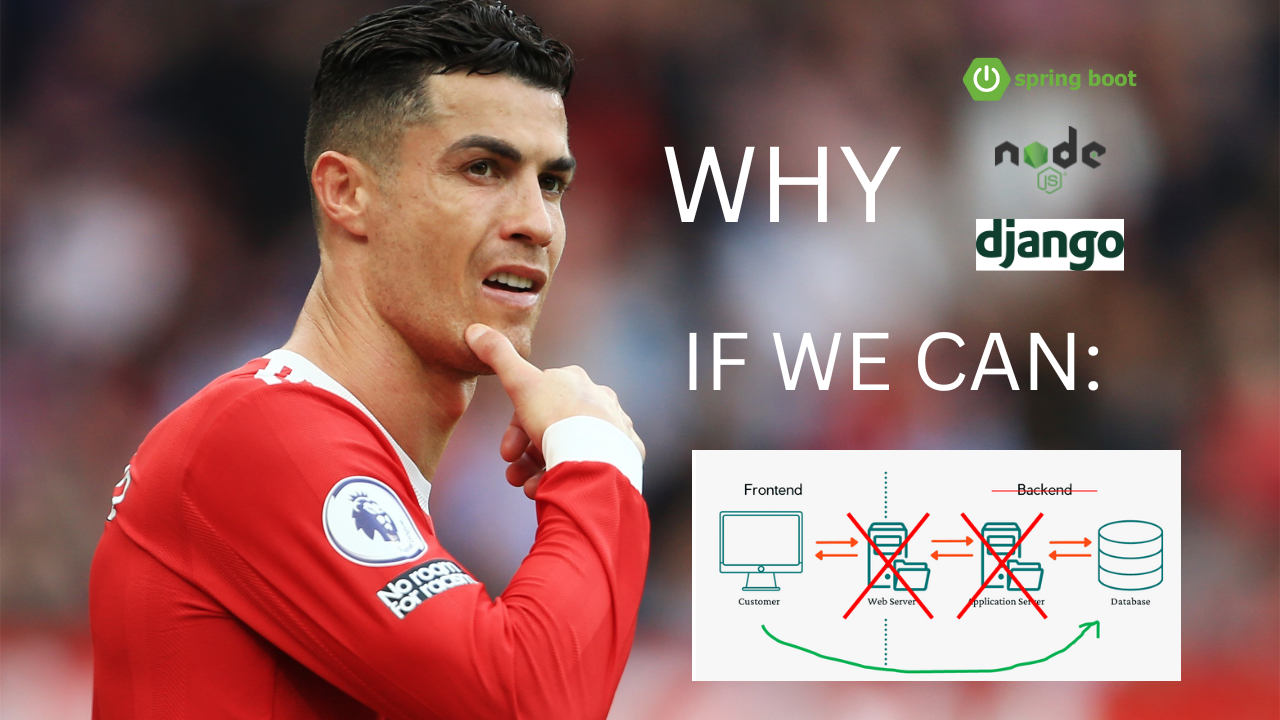 spring boot
WHY
node
JS
django
IF WE CAN:
Frontend
Backend
Customer
Web Server
Application Server
Database
No room
For racism